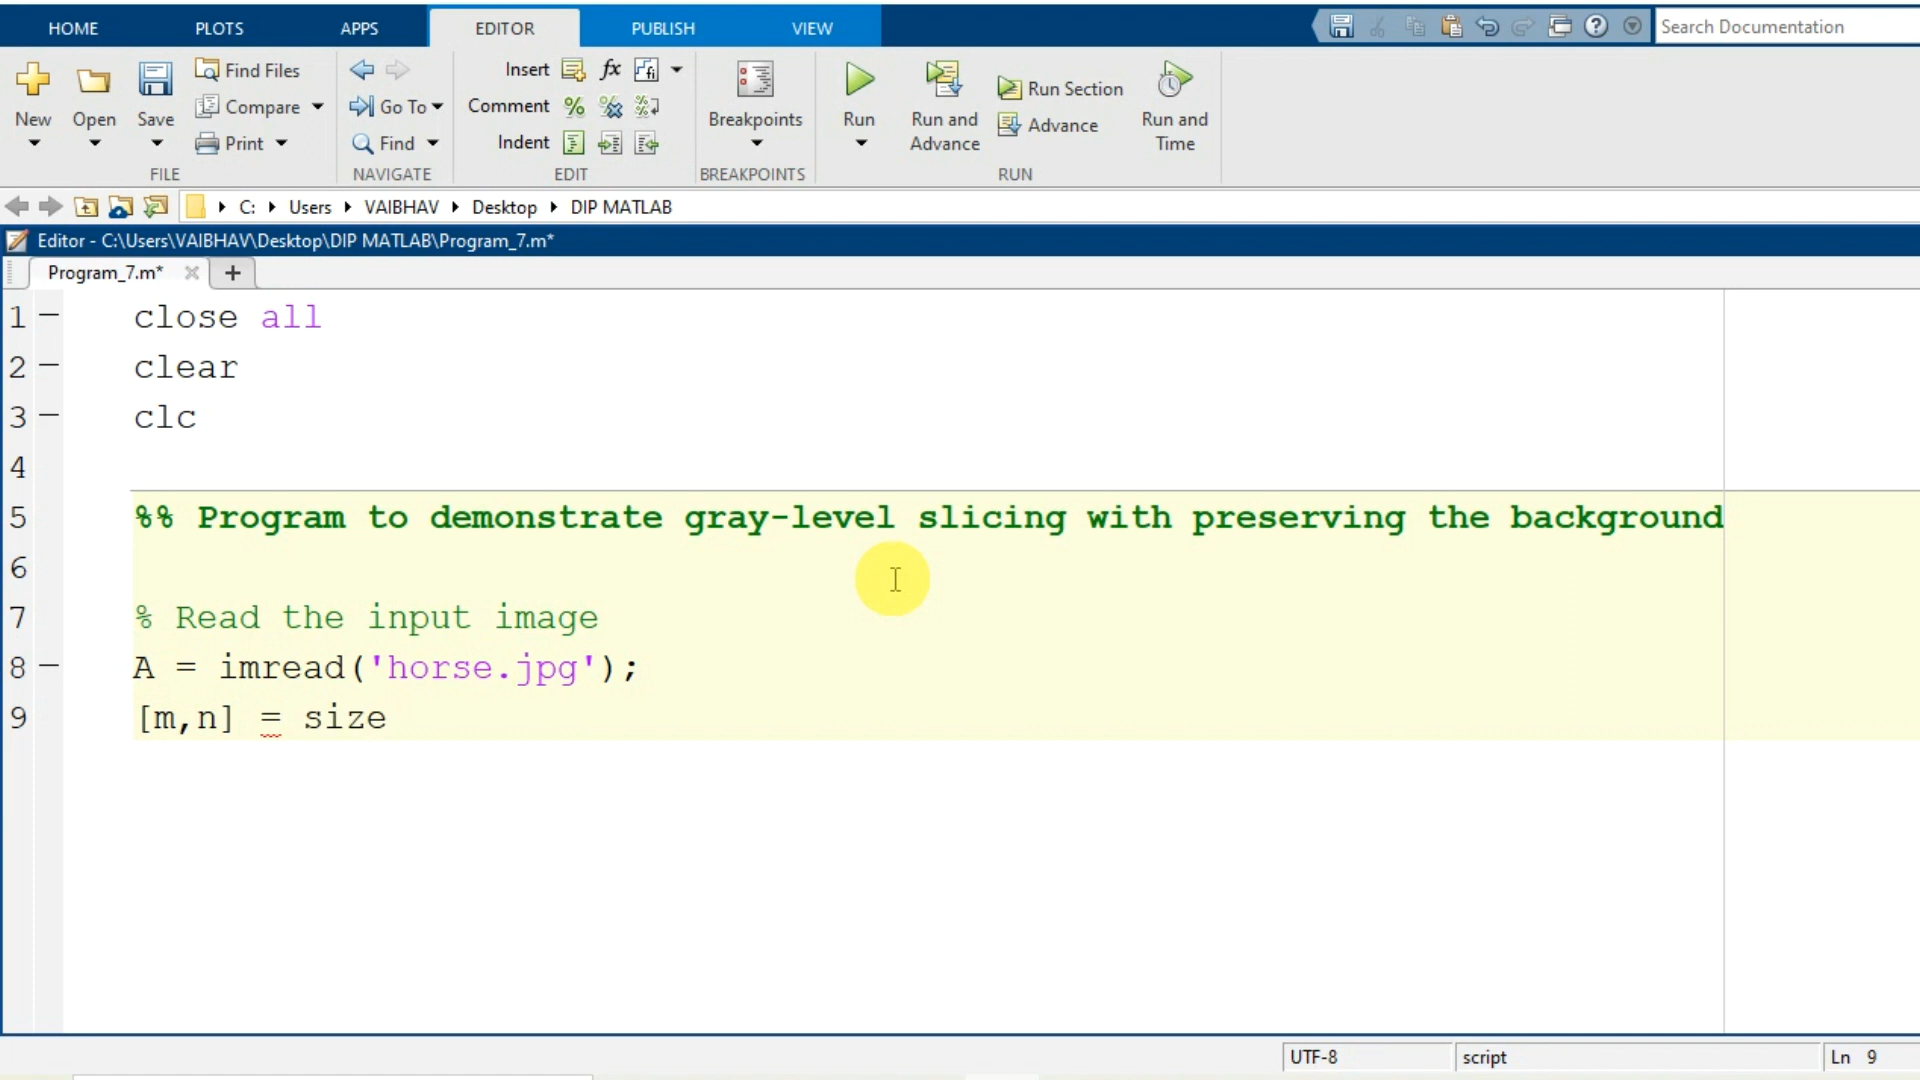 HOME PLOTS APPS EDITOR PUBLISH VIEW Search Documentation
New Open Save Find Files Compare Print Go To Find Insert fx Comment % Indent Breakpoints Run Run and Advance Run Section Advance Run and Time
FILE NAVIGATE EDIT BREAKPOINTS RUN
C: Users VAIBHAV Desktop DIP MATLAB
Editor - C:\Users\VAIBHAV\Desktop\DIP MATLAB\Program_7.m*
Program_7.m* × +
1 — close all
2 — clear
3 — clc
4
5 %% Program to demonstrate gray-level slicing with preserving the background
6
7 % Read the input image
8 — A = imread('horse.jpg');
9 [m,n] = size
UTF-8 script Ln 9